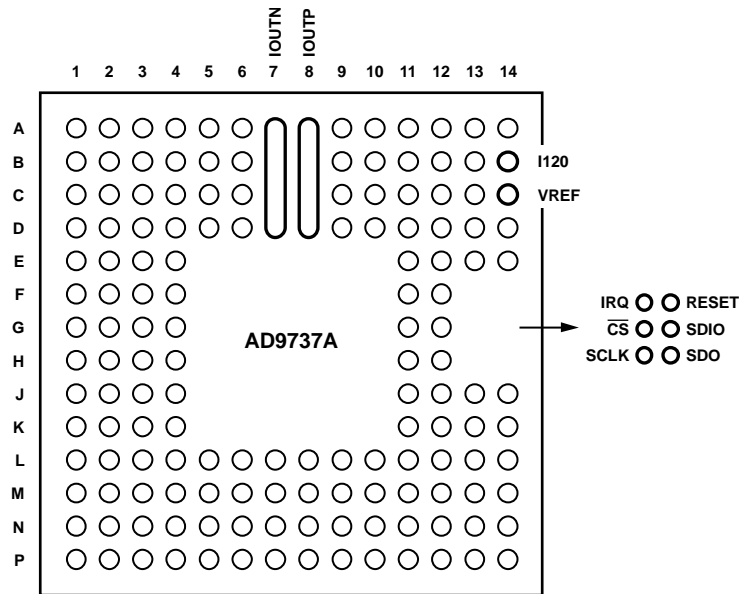 IOUTN
IOUTP
1 2 3 4 5 6 7 8 9 10 11 12 13 14
A
B I120
C VREF
D
E
F IRQ RESET
G AD9737A C̅S̅ SDIO
H SCLK SDO
J
K
L
M
N
P